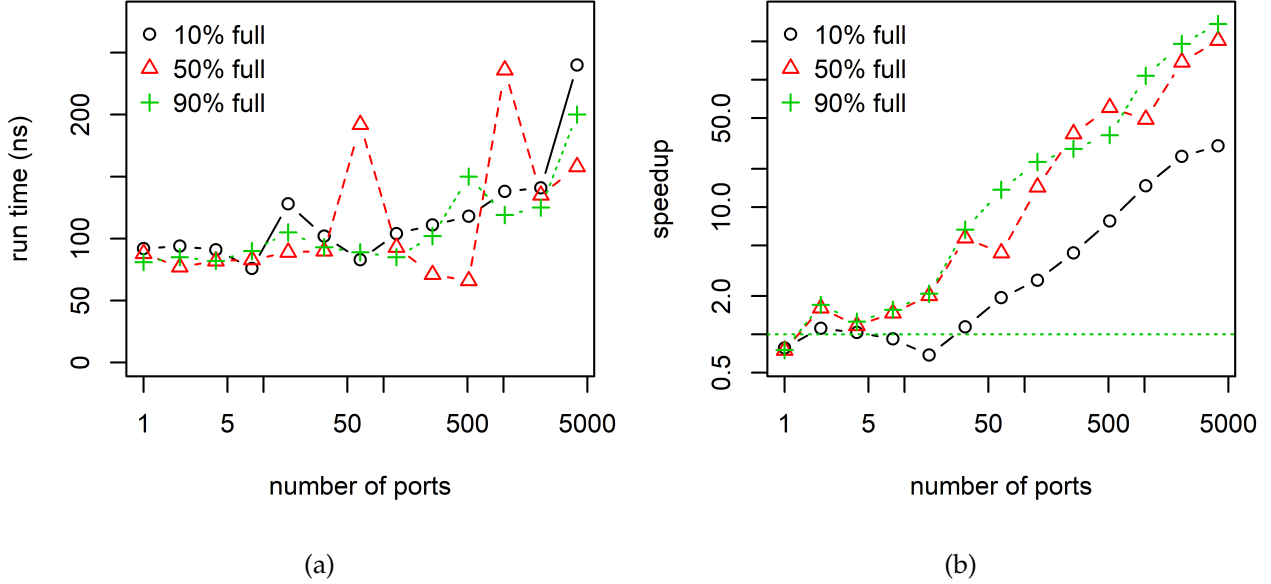 10% full
50% full
90% full
run time (ns)
0
50
100
200
1
5
50
500
5000
number of ports
(a)
10% full
50% full
90% full
speedup
0.5
2.0
10.0
50.0
1
5
50
500
5000
number of ports
(b)